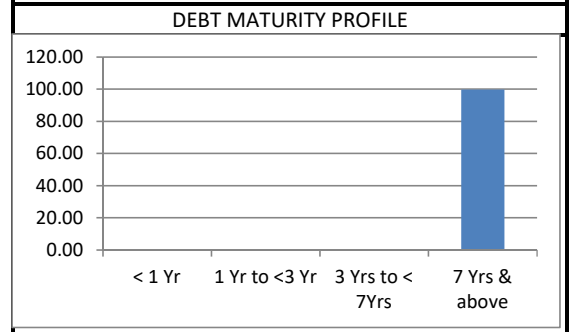 DEBT MATURITY PROFILE
120.00
100.00
80.00
60.00
40.00
20.00
0.00
< 1 Yr 1 Yr to <3 Yr 3 Yrs to < 7 Yrs &
7Yrs above